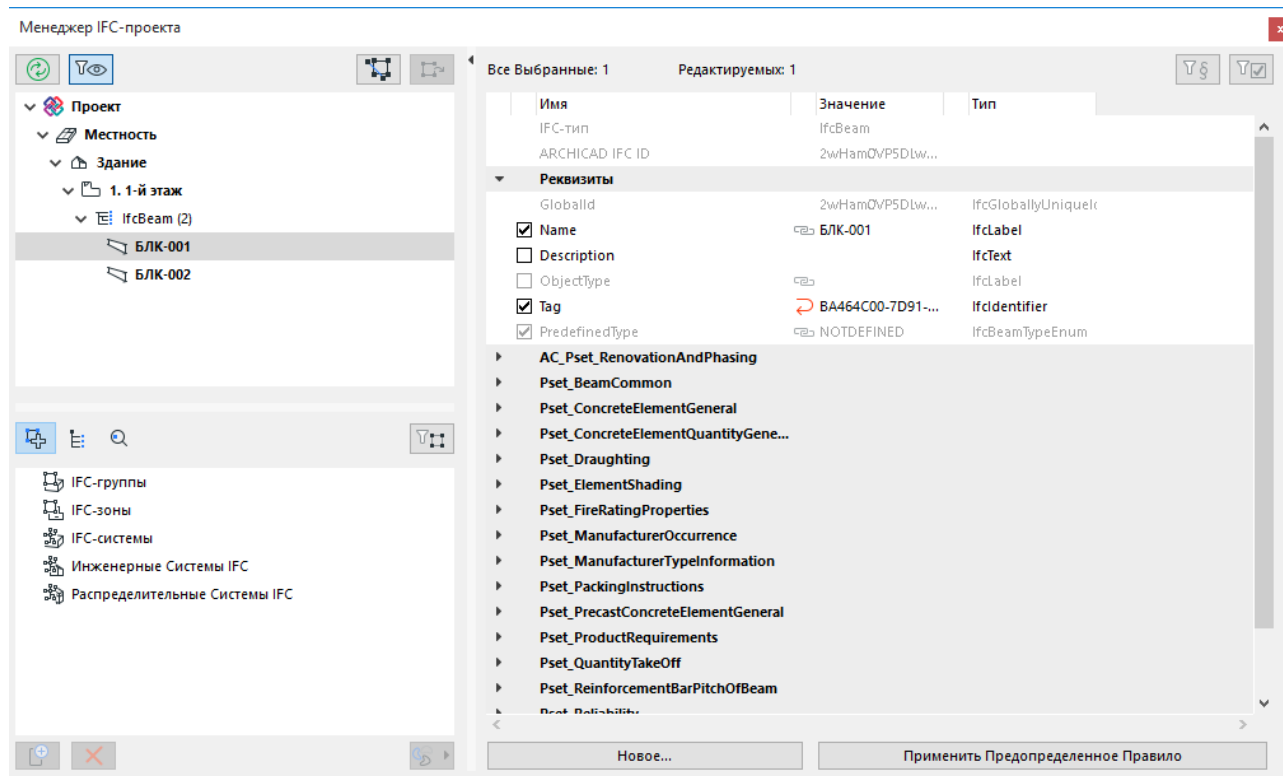 Менеджер IFC-проекта
Все Выбранные: 1 Редактируемых: 1
Проект
Местность
Здание
1. 1-й этаж
IfcBeam (2)
БЛК-001
БЛК-002
IFC-группы
IFC-зоны
IFC-системы
Инженерные Системы IFC
Распределительные Системы IFC
Имя Значение Тип
IFC-тип IfcBeam
ARCHICAD IFC ID 2wHam0VP5DLw...
Реквизиты
GlobalId 2wHam0VP5DLw... IfcGloballyUniqueIc
Name БЛК-001 IfcLabel
Description IfcText
ObjectType IfcLabel
Tag BA464C00-7D91-... IfcIdentifier
PredefinedType NOTDEFINED IfcBeamTypeEnum
AC_Pset_RenovationAndPhasing
Pset_BeamCommon
Pset_ConcreteElementGeneral
Pset_ConcreteElementQuantityGene...
Pset_Draughting
Pset_ElementShading
Pset_FireRatingProperties
Pset_ManufacturerOccurrence
Pset_ManufacturerTypeInformation
Pset_PackingInstructions
Pset_PrecastConcreteElementGeneral
Pset_ProductRequirements
Pset_QuantityTakeOff
Pset_ReinforcementBarPitchOfBeam
Pset_Reliability
Новое... Применить Предопределенное Правило